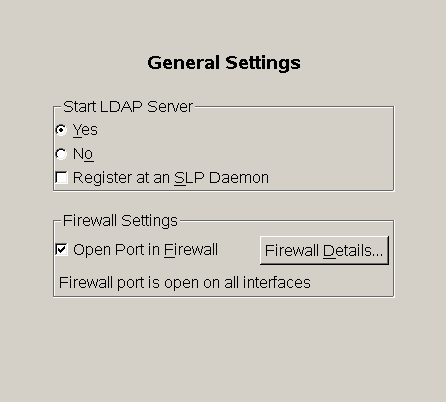 General Settings
Start LDAP Server
Yes
No
Register at an SLP Daemon
Firewall Settings
Open Port in Firewall
Firewall Details...
Firewall port is open on all interfaces